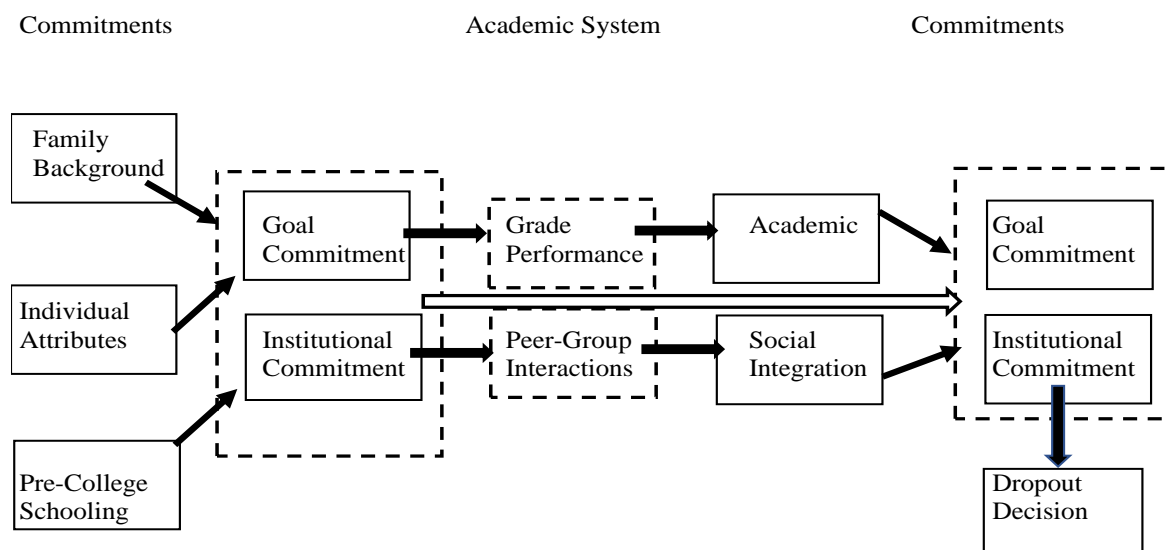 Commitments
Academic System
Commitments
Family
Background
Goal
Commitment
Grade
Performance
Academic
Goal
Commitment
Individual
Attributes
Institutional
Commitment
Peer-Group
Interactions
Social
Integration
Institutional
Commitment
Pre-College
Schooling
Dropout
Decision